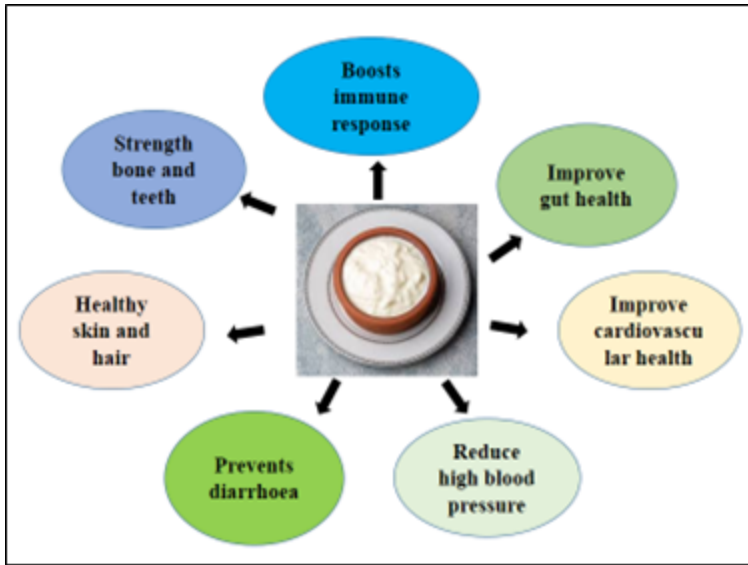 Boosts
immune
response
Strength
bone and
teeth
Improve
gut health
Healthy
skin and
hair
Improve
cardiovascu
lar health
Prevents
diarrhoea
Reduce
high blood
pressure